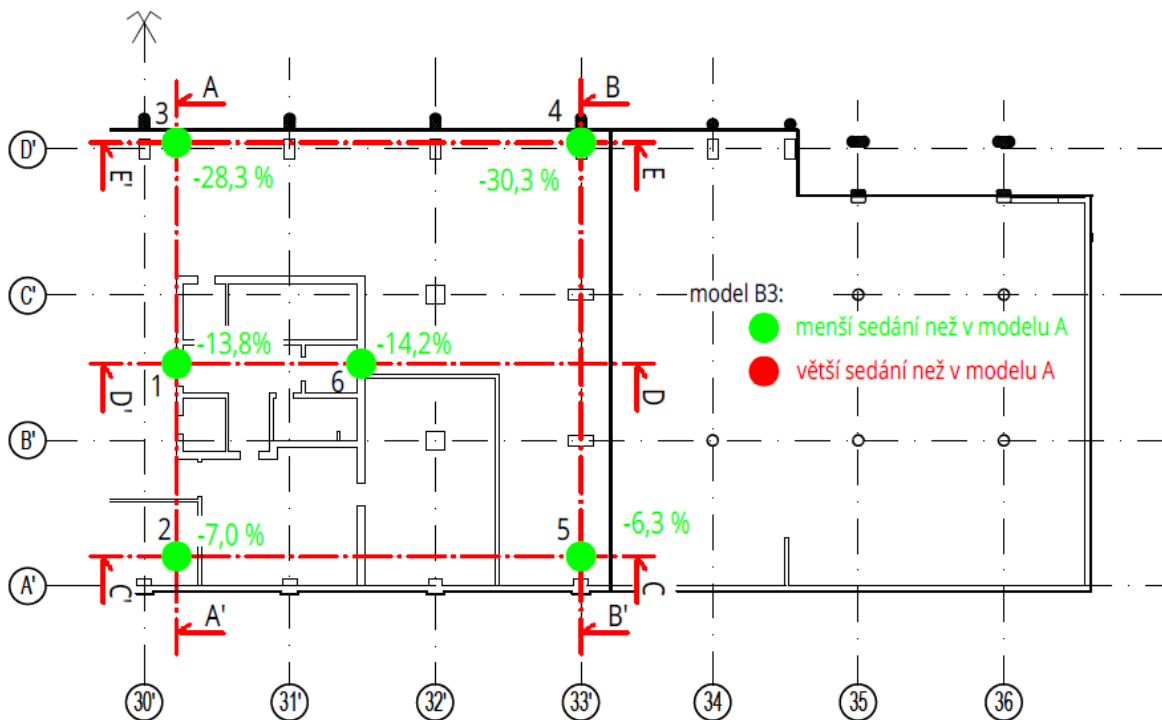 A
B
3
4
D'
E'
-28,3 %
-30,3 %
E
C'
model B3:
menší sedání než v modelu A
-13,8%
-14,2%
větší sedání než v modelu A
1
6
D'
D
B'
2
-7,0 %
5
-6,3 %
A'
C'
C
A'
B'
30'
31'
32'
33'
34
35
36